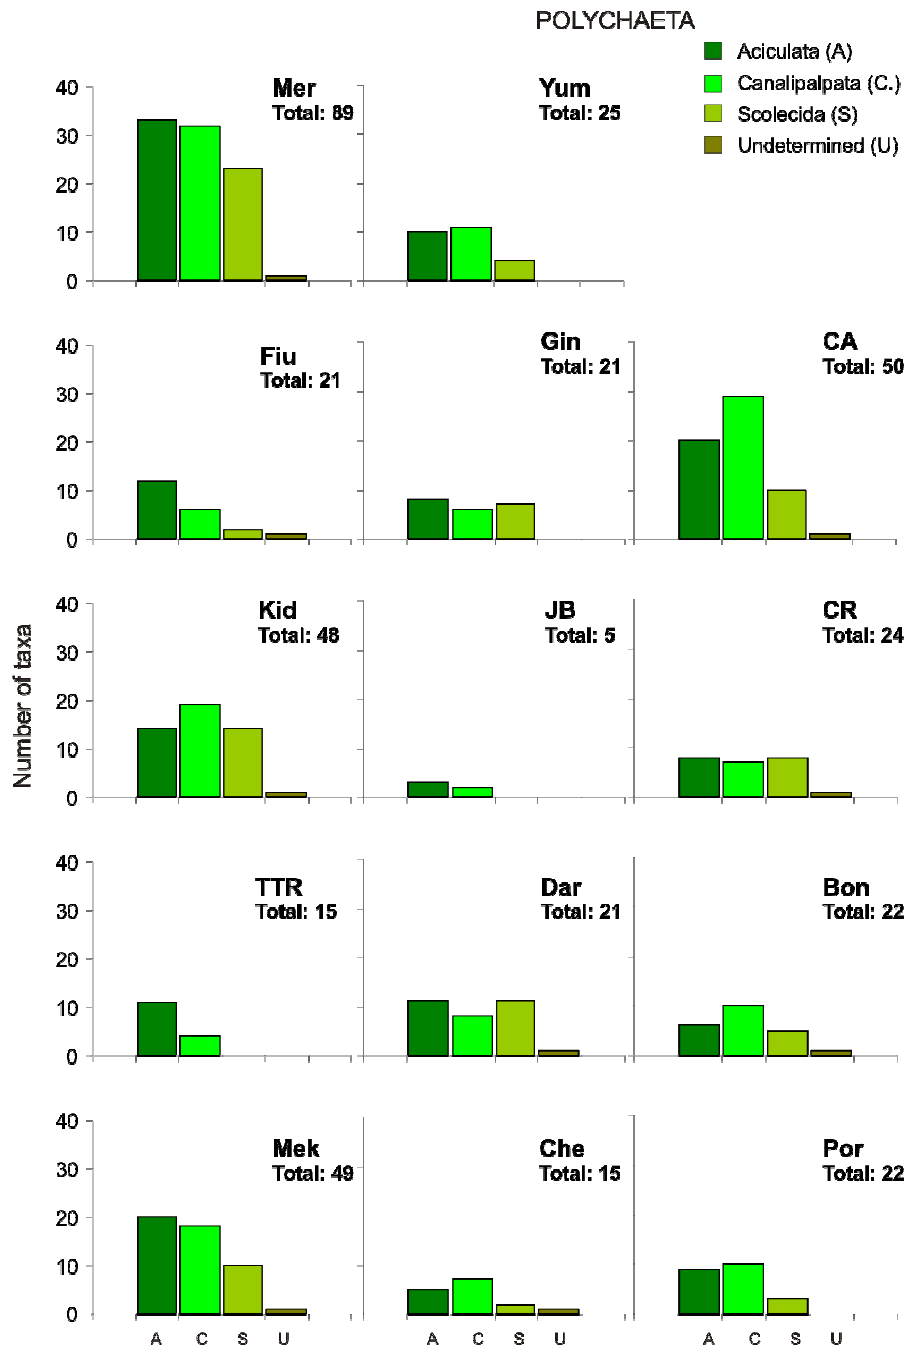 POLYCHAETA
Aciculata (A)
Canalipalpata (C.)
Scolecida (S)
Undetermined (U)
Number of taxa
40
30
20
10
0
Mer
Total: 89
Yum
Total: 25
40
30
20
10
0
Fiu
Total: 21
Gin
Total: 21
CA
Total: 50
40
30
20
10
0
Kid
Total: 48
JB
Total: 5
CR
Total: 24
40
30
20
10
0
TTR
Total: 15
Dar
Total: 21
Bon
Total: 22
40
30
20
10
0
Mek
Total: 49
Che
Total: 15
Por
Total: 22
A C S U A C S U A C S U